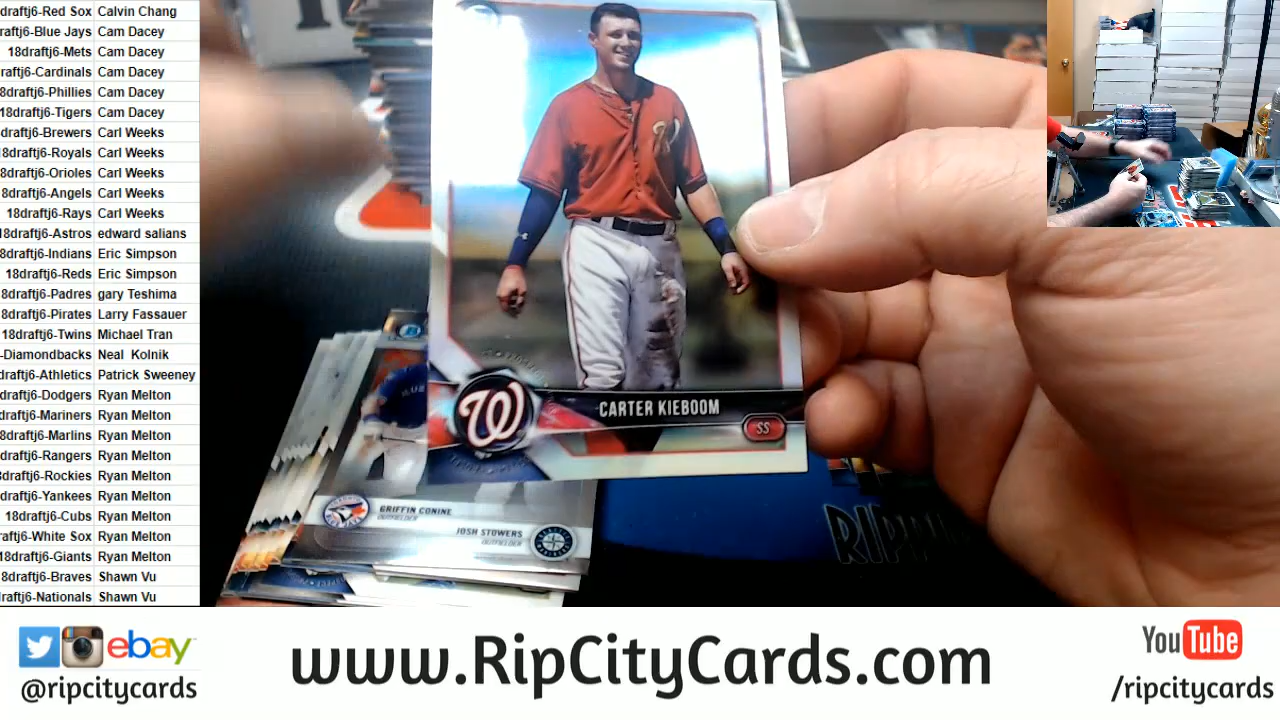 draftj6-Red Sox Calvin Chang
raftj6-Blue Jays Cam Dacey
18draftj6-Mets Cam Dacey
raftj6-Cardinals Cam Dacey
8draftj6-Phillies Cam Dacey
18draftj6-Tigers Cam Dacey
draftj6-Brewers Carl Weeks
18draftj6-Royals Carl Weeks
8draftj6-Orioles Carl Weeks
8draftj6-Angels Carl Weeks
18draftj6-Rays Carl Weeks
18draftj6-Astros edward salians
8draftj6-Indians Eric Simpson
18draftj6-Reds Eric Simpson
8draftj6-Padres gary Teshima
8draftj6-Pirates Larry Fassauer
18draftj6-Twins Michael Tran
-Diamondbacks Neal Kolnik
draftj6-Athletics Patrick Sweeney
draftj6-Dodgers Ryan Melton
draftj6-Mariners Ryan Melton
8draftj6-Marlins Ryan Melton
draftj6-Rangers Ryan Melton
draftj6-Rockies Ryan Melton
draftj6-Yankees Ryan Melton
18draftj6-Cubs Ryan Melton
raftj6-White Sox Ryan Melton
18draftj6-Giants Ryan Melton
8draftj6-Braves Shawn Vu
18draftj6-Nationals Shawn Vu
W
CARTER KIEBOOM
SS
GRIFFIN CONINE
OUTFIELDER
JOSH STOWERS
OUTFIELDER
ebay
@ripcitycards
www.RipCityCards.com
YouTube
/ripcitycards